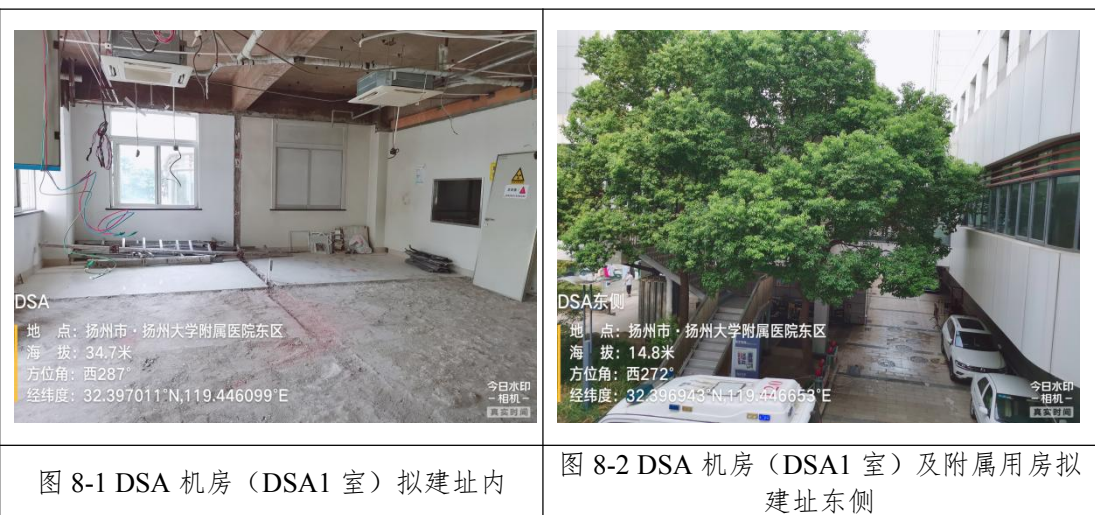 DSA
地 点：扬州市·扬州大学附属医院东区
海 拔：34.7米
方位角：西287°
经纬度：32.397011°N,119.446099°E
今日水印
-相机-
真实时间
DSA东侧
地 点：扬州市·扬州大学附属医院东区
海 拔：14.8米
方位角：西272°
经纬度：32.396943°N,119.446653°E
今日水印
-相机-
真实时间
图 8-1 DSA 机房（DSA1 室）拟建址内
图 8-2 DSA 机房（DSA1 室）及附属用房拟
建址东侧